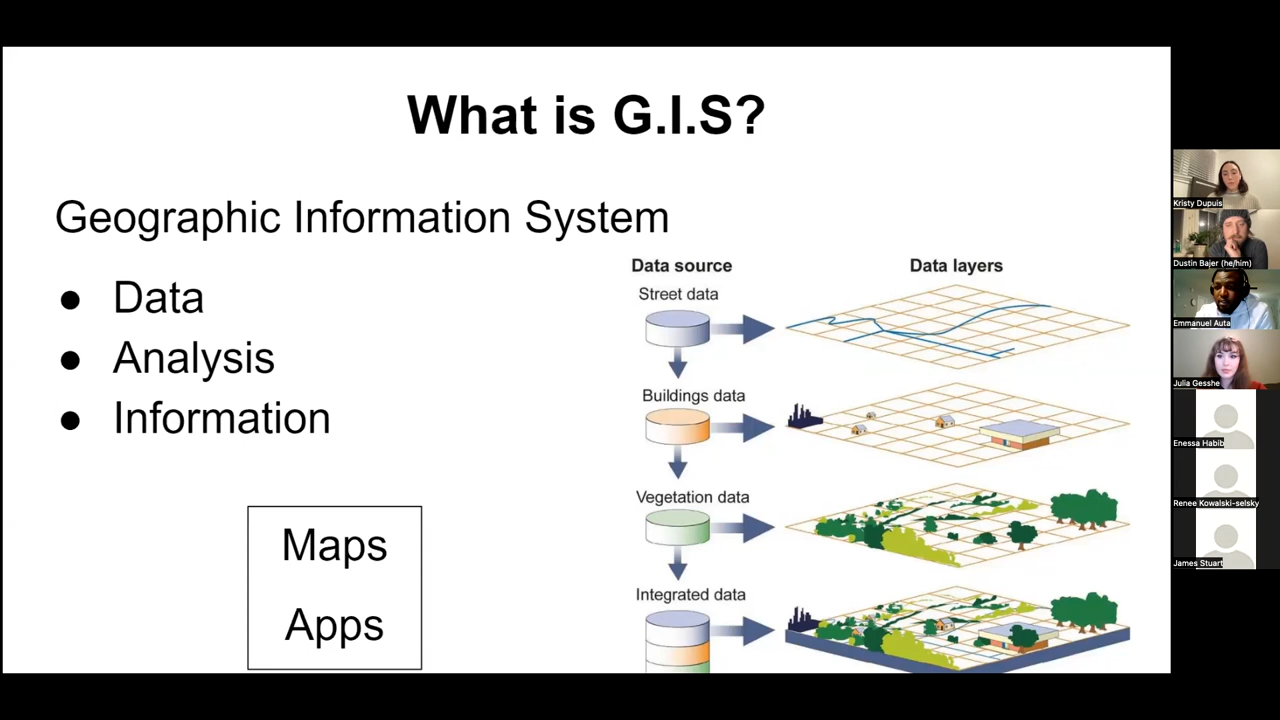 What is G.I.S?
Geographic Information System
● Data
● Analysis
● Information
Maps
Apps
Data source
Data layers
Street data
Buildings data
Vegetation data
Integrated data
Kristy Dupuis
Dustin Bajer (he/him)
Emmanuel Auta
Julia Gesshe
Enessa Habib
Renee Kowalski-selsky
James Stuart